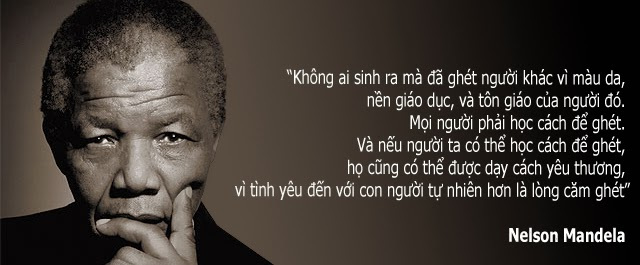 “Không ai sinh ra mà đã ghét người khác vì màu da,
nền giáo dục, và tôn giáo của người đó.
Mọi người phải học cách để ghét.
Và nếu người ta có thể học cách để ghét,
họ cũng có thể được dạy cách yêu thương,
vì tình yêu đến với con người tự nhiên hơn là lòng căm ghét”
Nelson Mandela